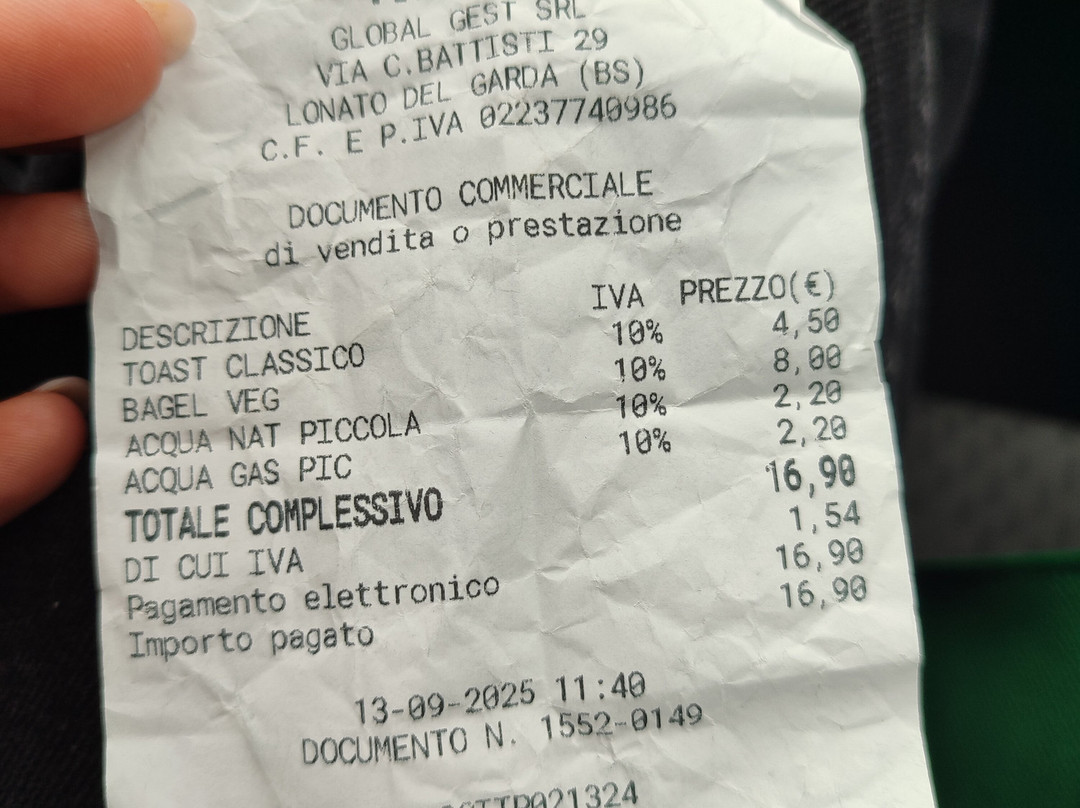 GLOBAL GEST SRL
VIA C.BATTISTI 29
LONATO DEL GARDA (BS)
C.F. E P.IVA 02237740986
DOCUMENTO COMMERCIALE
di vendita o prestazione
DESCRIZIONE IVA PREZZO(€)
TOAST CLASSICO 10% 4,50
BAGEL VEG 10% 8,00
ACQUA NAT PICCOLA 10% 2,20
ACQUA GAS PIC 10% 2,20
TOTALE COMPLESSIVO 16,90
DI CUI IVA 1,54
Pagamento elettronico 16,90
Importo pagato 16,90
13-09-2025 11:40
DOCUMENTO N. 1552-0149